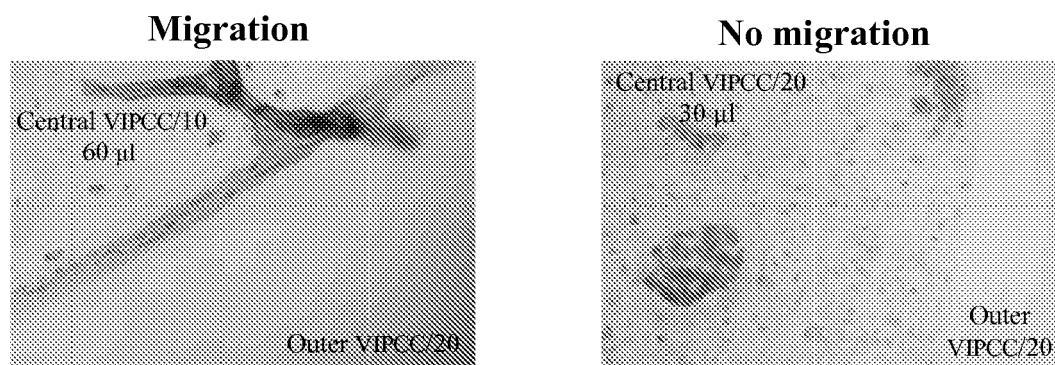 Migration
Central VIPCC/10
60 µl
Outer VIPCC/20
No migration
Central VIPCC/20
30 µl
Outer
VIPCC/20